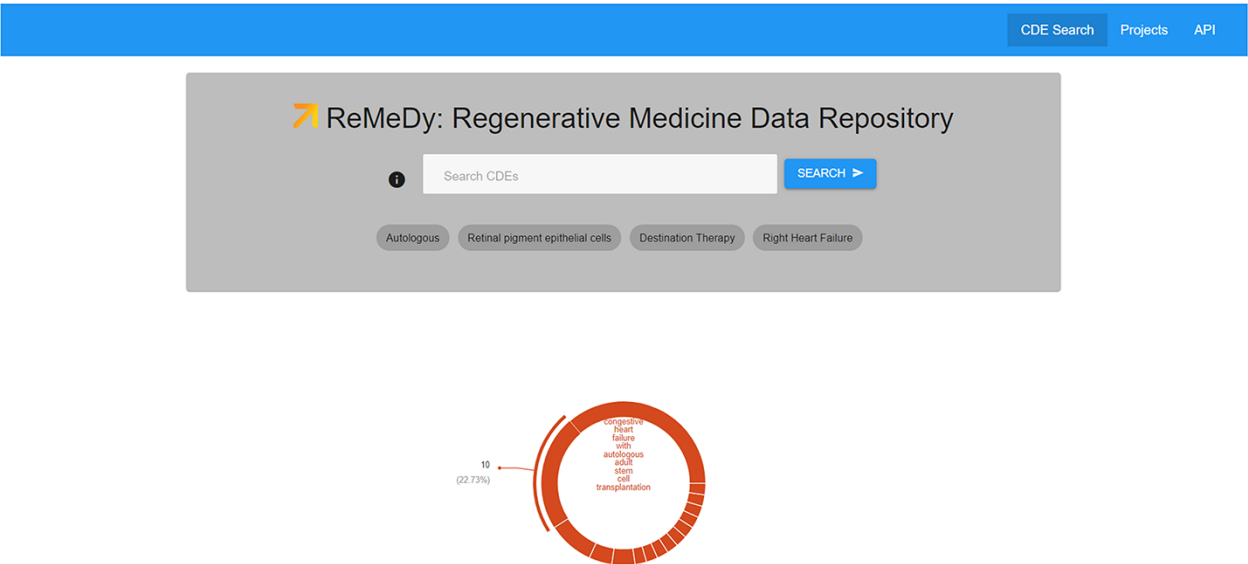 CDE Search Projects API
ReMeDy: Regenerative Medicine Data Repository
Search CDEs
SEARCH
Autologous Retinal pigment epithelial cells Destination Therapy Right Heart Failure
congestive
heart
failure
with
autologous
adult
stem
cell
transplantation
10
(22.73%)